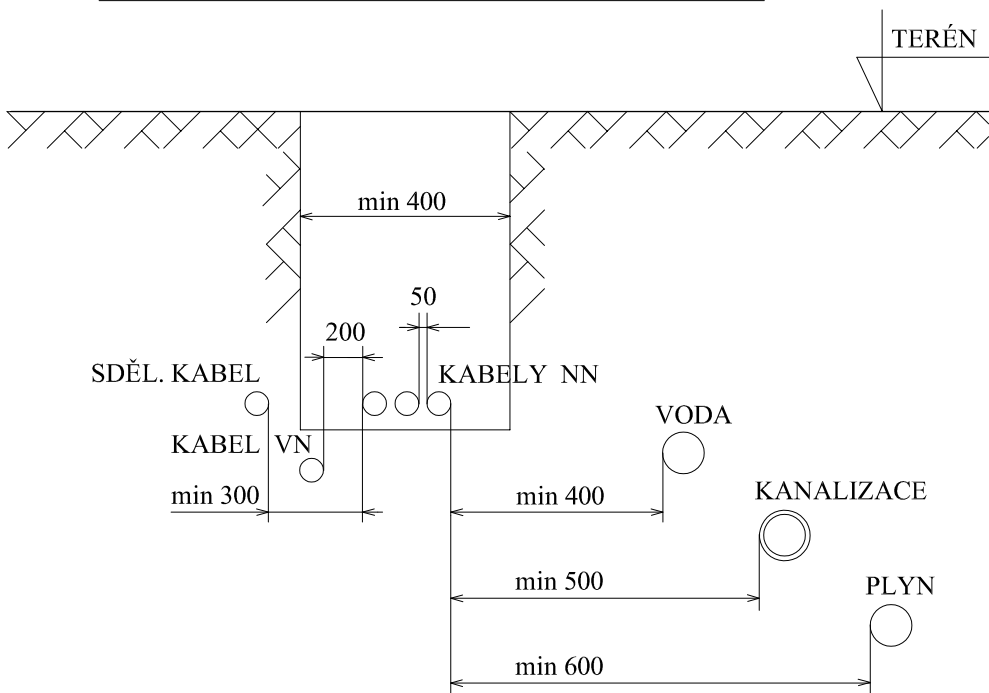 TERÉN
min 400
50
200
SDĚL. KABEL
KABELY NN
VODA
KABEL VN
min 300
min 400
KANALIZACE
min 500
PLYN
min 600